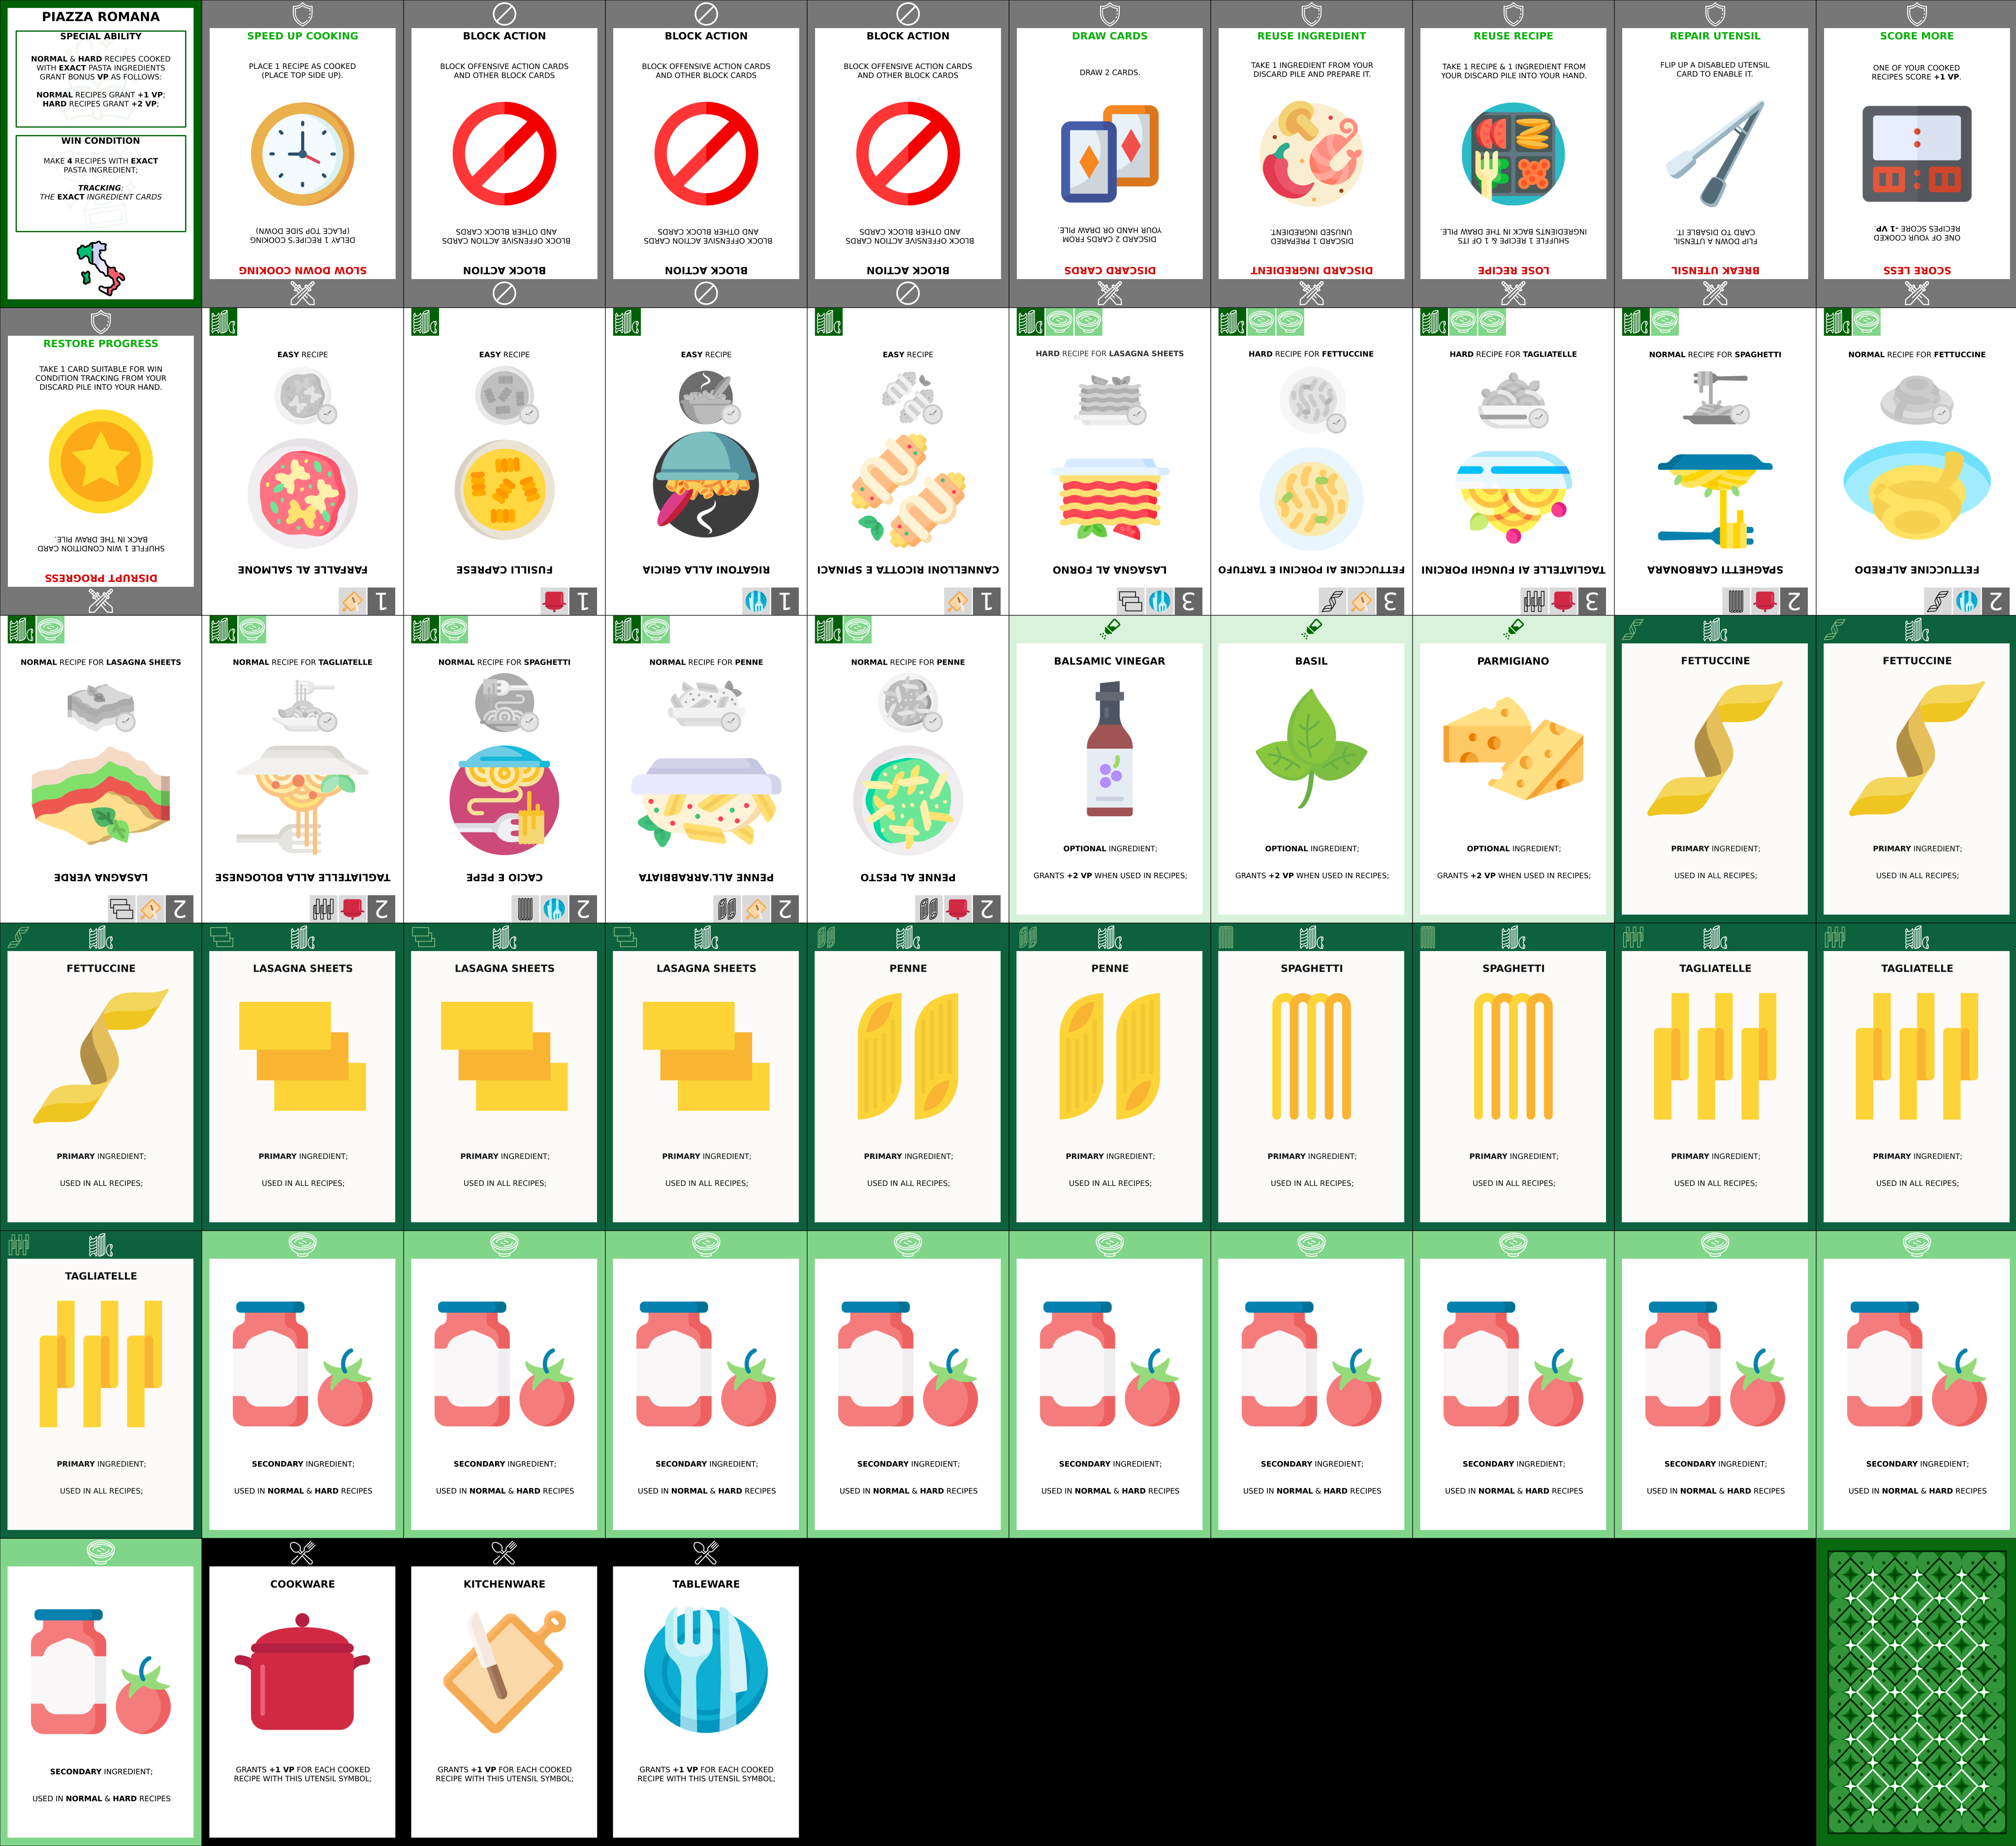 PIAZZA ROMANA
SPECIAL ABILITY
NORMAL & HARD RECIPES COOKED
WITH EXACT PASTA INGREDIENTS
GRANT BONUS VP AS FOLLOWS:
NORMAL RECIPES GRANT +1 VP;
HARD RECIPES GRANT +2 VP;
WIN CONDITION
MAKE 4 RECIPES WITH EXACT
PASTA INGREDIENT;
TRACKING:
THE EXACT INGREDIENT CARDS
SPEED UP COOKING
PLACE 1 RECIPE AS COOKED
(PLACE TOP SIDE UP).
SLOW DOWN COOKING
DELAY 1 RECIPE'S COOKING
(PLACE TOP SIDE DOWN)
BLOCK ACTION
BLOCK OFFENSIVE ACTION CARDS
AND OTHER BLOCK CARDS
BLOCK ACTION
BLOCK OFFENSIVE ACTION CARDS
AND OTHER BLOCK CARDS
BLOCK ACTION
BLOCK OFFENSIVE ACTION CARDS
AND OTHER BLOCK CARDS
BLOCK ACTION
BLOCK OFFENSIVE ACTION CARDS
AND OTHER BLOCK CARDS
BLOCK ACTION
BLOCK OFFENSIVE ACTION CARDS
AND OTHER BLOCK CARDS
BLOCK ACTION
BLOCK OFFENSIVE ACTION CARDS
AND OTHER BLOCK CARDS
DRAW CARDS
DRAW 2 CARDS.
DISCARD CARDS
DISCARD 2 CARDS FROM
YOUR HAND OR DRAW PILE.
REUSE INGREDIENT
TAKE 1 INGREDIENT FROM YOUR
DISCARD PILE AND PREPARE IT.
DISCARD INGREDIENT
DISCARD 1 PREPARED
UNUSED INGREDIENT.
REUSE RECIPE
TAKE 1 RECIPE & 1 INGREDIENT FROM
YOUR DISCARD PILE INTO YOUR HAND.
LOSE RECIPE
SHUFFLE 1 RECIPE & 1 OF ITS
INGREDIENTS BACK IN THE DRAW PILE.
REPAIR UTENSIL
FLIP UP A DISABLED UTENSIL
CARD TO ENABLE IT.
BREAK UTENSIL
FLIP DOWN A UTENSIL
CARD TO DISABLE IT.
SCORE MORE
ONE OF YOUR COOKED
RECIPES SCORE +1 VP.
SCORE LESS
ONE OF YOUR COOKED
RECIPES SCORE -1 VP.
RESTORE PROGRESS
TAKE 1 CARD SUITABLE FOR WIN
CONDITION TRACKING FROM YOUR
DISCARD PILE INTO YOUR HAND.
DISRUPT PROGRESS
SHUFFLE 1 WIN CONDITION CARD
BACK IN THE DRAW PILE.
EASY RECIPE
FARFALLE AL SALMONE
1
EASY RECIPE
FUSILLI CAPRESE
1
EASY RECIPE
RIGATONI ALLA GRICIA
1
EASY RECIPE
CANNELLONI RICOTTA E SPINACI
1
HARD RECIPE FOR LASAGNA SHEETS
LASAGNA AL FORNO
3
HARD RECIPE FOR FETTUCCINE
FETTUCCINE AI PORCINI E TARTUFO
3
HARD RECIPE FOR TAGLIATELLE
TAGLIATELLE AI FUNGHI PORCINI
3
NORMAL RECIPE FOR SPAGHETTI
SPAGHETTI CARBONARA
2
NORMAL RECIPE FOR FETTUCCINE
FETTUCCINE ALFREDO
2
NORMAL RECIPE FOR LASAGNA SHEETS
LASAGNA VERDE
2
NORMAL RECIPE FOR TAGLIATELLE
TAGLIATELLE ALLA BOLOGNESE
2
NORMAL RECIPE FOR SPAGHETTI
CACIO E PEPE
2
NORMAL RECIPE FOR PENNE
PENNE ALL'ARRABBIATA
2
NORMAL RECIPE FOR PENNE
PENNE AL PESTO
2
BALSAMIC VINEGAR
OPTIONAL INGREDIENT;
GRANTS +2 VP WHEN USED IN RECIPES;
BASIL
OPTIONAL INGREDIENT;
GRANTS +2 VP WHEN USED IN RECIPES;
PARMIGIANO
OPTIONAL INGREDIENT;
GRANTS +2 VP WHEN USED IN RECIPES;
FETTUCCINE
PRIMARY INGREDIENT;
USED IN ALL RECIPES;
FETTUCCINE
PRIMARY INGREDIENT;
USED IN ALL RECIPES;
FETTUCCINE
PRIMARY INGREDIENT;
USED IN ALL RECIPES;
LASAGNA SHEETS
PRIMARY INGREDIENT;
USED IN ALL RECIPES;
LASAGNA SHEETS
PRIMARY INGREDIENT;
USED IN ALL RECIPES;
LASAGNA SHEETS
PRIMARY INGREDIENT;
USED IN ALL RECIPES;
PENNE
PRIMARY INGREDIENT;
USED IN ALL RECIPES;
PENNE
PRIMARY INGREDIENT;
USED IN ALL RECIPES;
SPAGHETTI
PRIMARY INGREDIENT;
USED IN ALL RECIPES;
SPAGHETTI
PRIMARY INGREDIENT;
USED IN ALL RECIPES;
TAGLIATELLE
PRIMARY INGREDIENT;
USED IN ALL RECIPES;
TAGLIATELLE
PRIMARY INGREDIENT;
USED IN ALL RECIPES;
TAGLIATELLE
PRIMARY INGREDIENT;
USED IN ALL RECIPES;
SECONDARY INGREDIENT;
USED IN NORMAL & HARD RECIPES
SECONDARY INGREDIENT;
USED IN NORMAL & HARD RECIPES
SECONDARY INGREDIENT;
USED IN NORMAL & HARD RECIPES
SECONDARY INGREDIENT;
USED IN NORMAL & HARD RECIPES
SECONDARY INGREDIENT;
USED IN NORMAL & HARD RECIPES
SECONDARY INGREDIENT;
USED IN NORMAL & HARD RECIPES
SECONDARY INGREDIENT;
USED IN NORMAL & HARD RECIPES
SECONDARY INGREDIENT;
USED IN NORMAL & HARD RECIPES
SECONDARY INGREDIENT;
USED IN NORMAL & HARD RECIPES
SECONDARY INGREDIENT;
USED IN NORMAL & HARD RECIPES
COOKWARE
GRANTS +1 VP FOR EACH COOKED
RECIPE WITH THIS UTENSIL SYMBOL;
KITCHENWARE
GRANTS +1 VP FOR EACH COOKED
RECIPE WITH THIS UTENSIL SYMBOL;
TABLEWARE
GRANTS +1 VP FOR EACH COOKED
RECIPE WITH THIS UTENSIL SYMBOL;